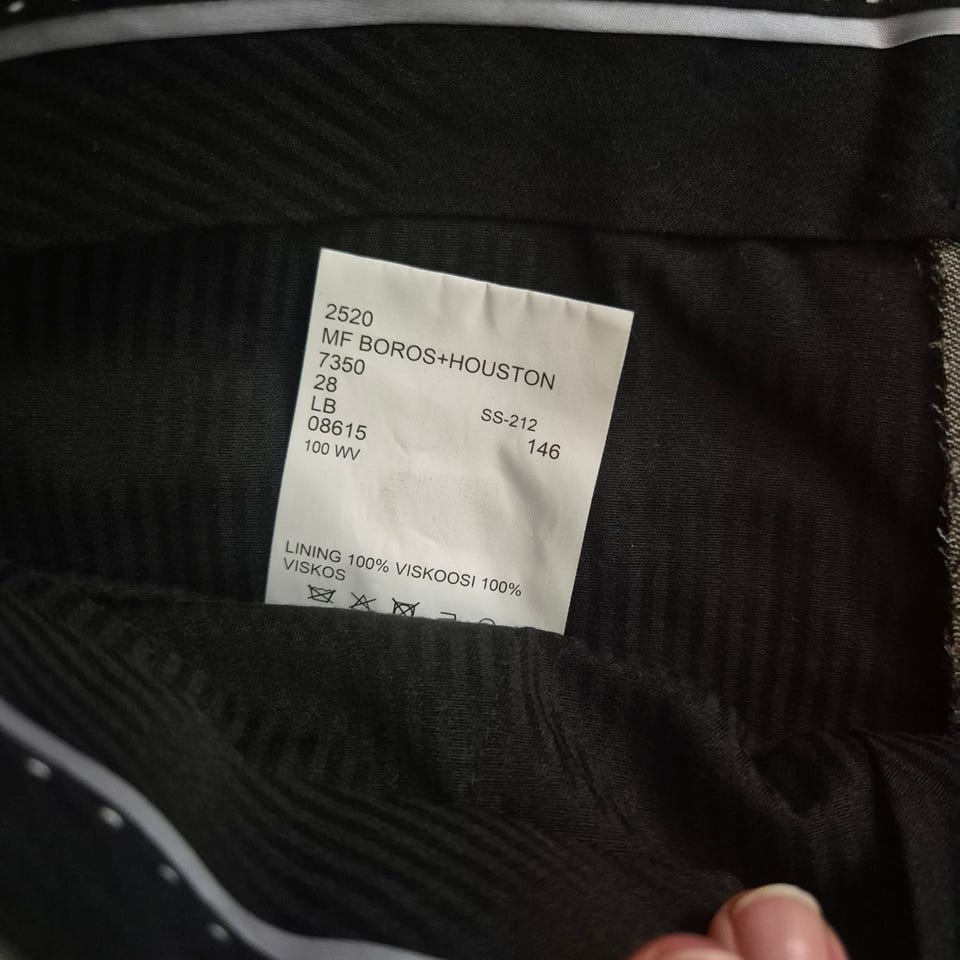 2520
MF BOROS+HOUSTON
7350
28
LB SS-212
08615 146
100 WV
LINING 100% VISKOOSI 100%
VISKOS